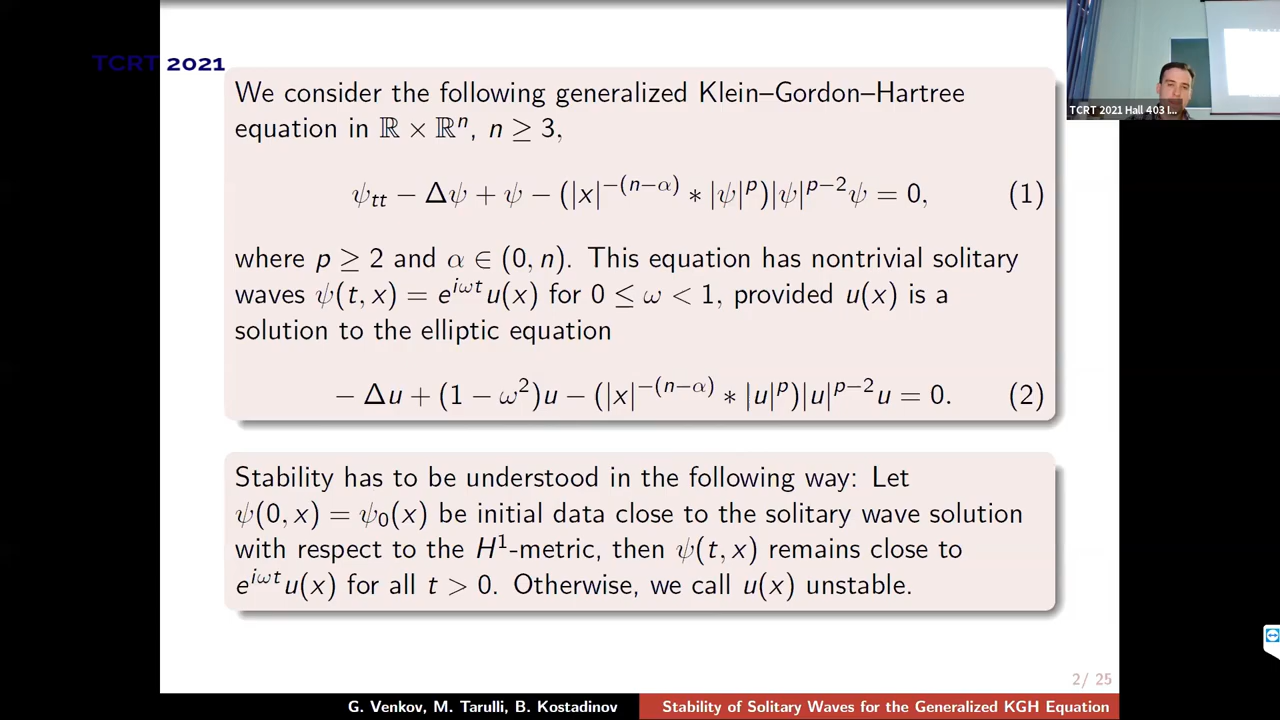 TCRT 2021
TCRT 2021 Hall 403 I...
We consider the following generalized Klein–Gordon–Hartree
equation in ℝ × ℝⁿ, n ≥ 3,
ψ_{tt} − Δψ + ψ − (|x|^{−(n−α)} ∗ |ψ|^p)|ψ|^{p−2}ψ = 0, (1)
where p ≥ 2 and α ∈ (0, n). This equation has nontrivial solitary
waves ψ(t, x) = e^{iωt}u(x) for 0 ≤ ω < 1, provided u(x) is a
solution to the elliptic equation
− Δu + (1 − ω²)u − (|x|^{−(n−α)} ∗ |u|^p)|u|^{p−2}u = 0. (2)
Stability has to be understood in the following way: Let
ψ(0, x) = ψ₀(x) be initial data close to the solitary wave solution
with respect to the H¹-metric, then ψ(t, x) remains close to
e^{iωt}u(x) for all t > 0. Otherwise, we call u(x) unstable.
2/ 25
G. Venkov, M. Tarulli, B. Kostadinov
Stability of Solitary Waves for the Generalized KGH Equation